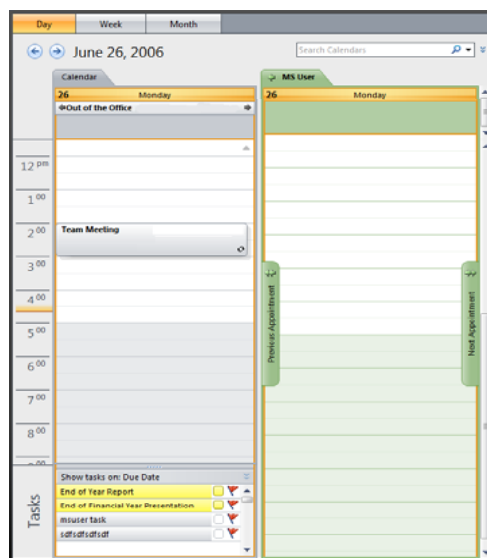 Day Week Month
June 26, 2006
Search Calendars
Calendar
MS User
26 Monday
26 Monday
Out of the Office
12 pm
1 00
2 00
Team Meeting
3 00
4 00
5 00
6 00
7 00
8 00
Previous Appointment
Next Appointment
Tasks
Show tasks on: Due Date
End of Year Report
End of Financial Year Presentation
msuser task
sdfsdfsdfsdf